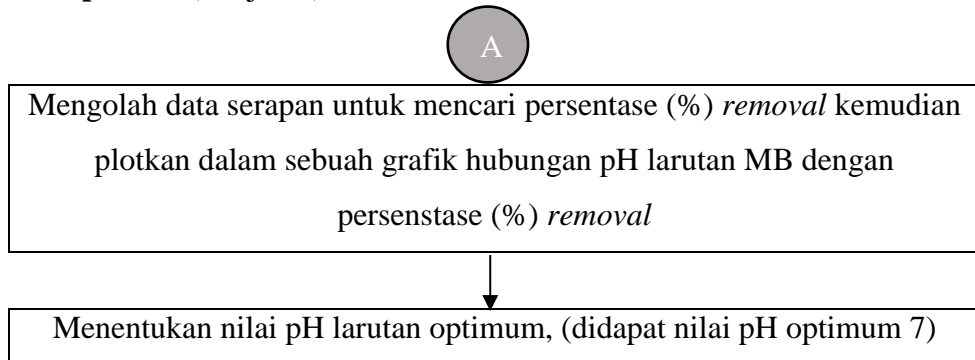 A
Mengolah data serapan untuk mencari persentase (%) removal kemudian
plotkan dalam sebuah grafik hubungan pH larutan MB dengan
persenstase (%) removal
Menentukan nilai pH larutan optimum, (didapat nilai pH optimum 7)